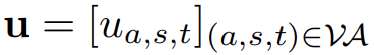 𝐮 = [u_{a,s,t}]_{(a,s,t)∈𝒱𝒜}